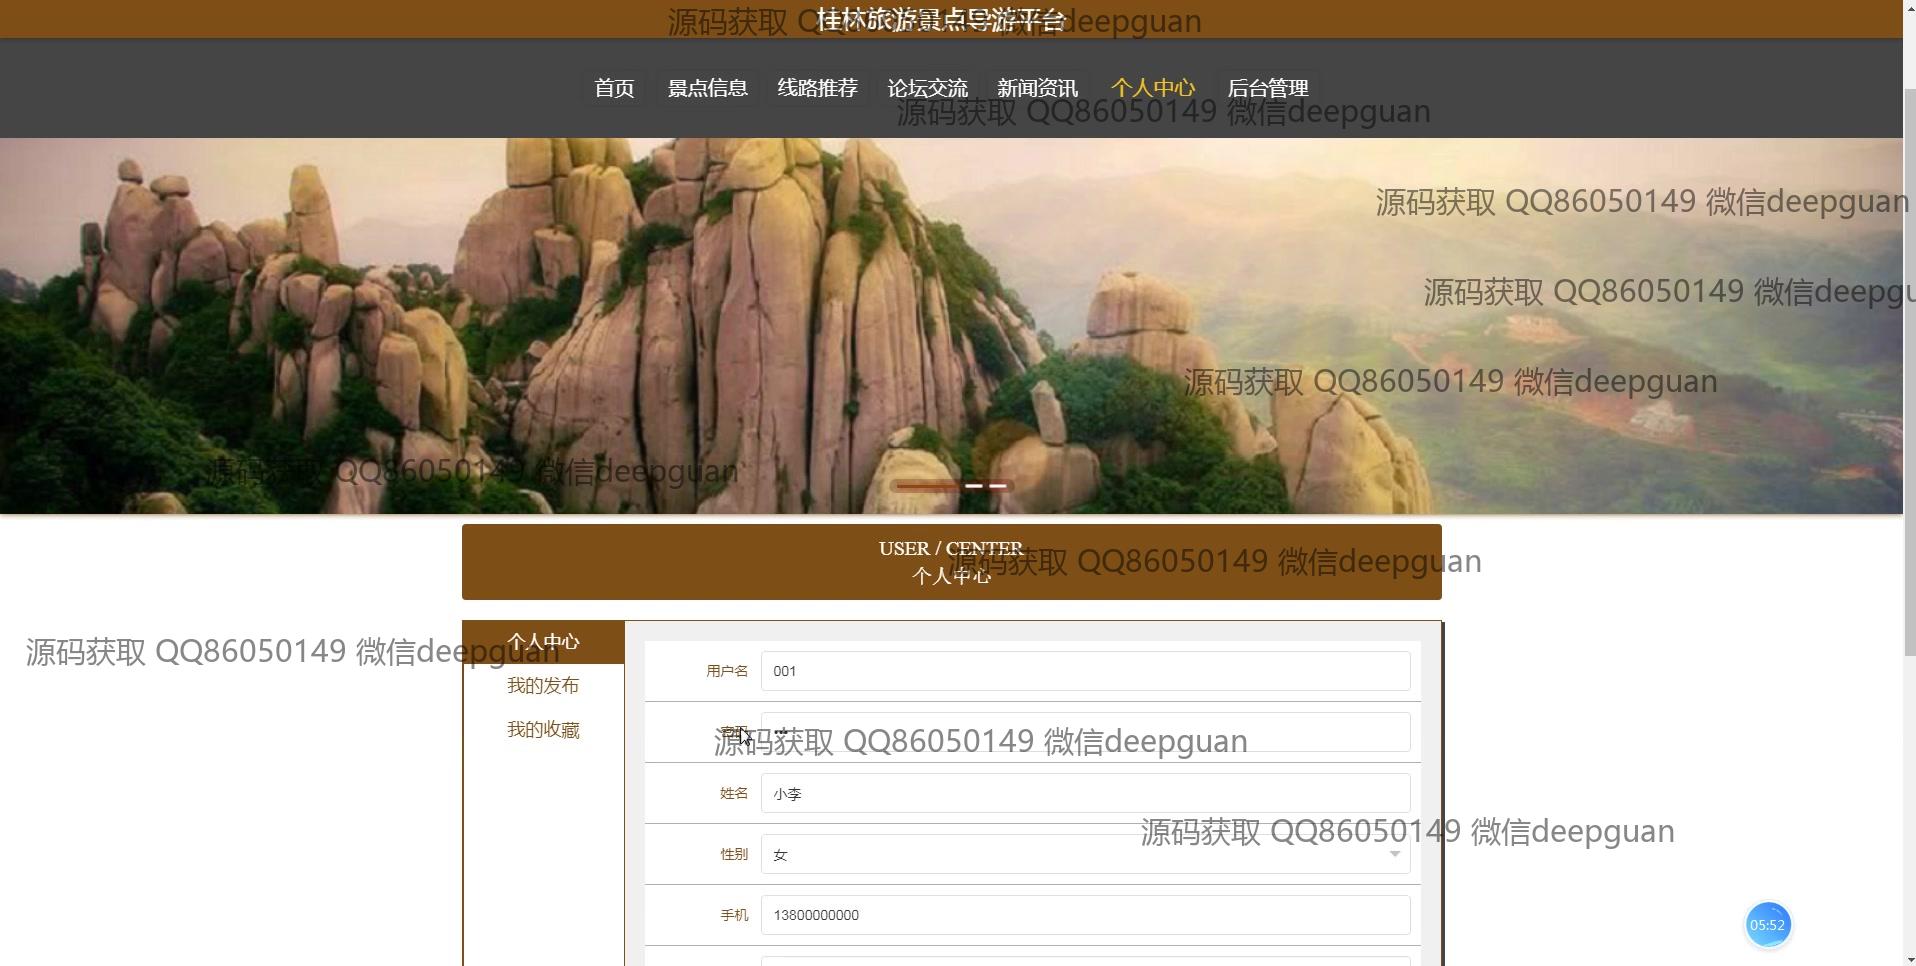 桂林旅游景点导游平台
源码获取 QQ86050149 微信deepguan
首页 景点信息 线路推荐 论坛交流 新闻资讯 个人中心 后台管理
源码获取 QQ86050149 微信deepguan
源码获取 QQ86050149 微信deepguan
源码获取 QQ86050149 微信deepgu
源码获取 QQ86050149 微信deepguan
源码获取 QQ86050149 微信deepguan
USER / CENTER
源码获取 QQ86050149 微信deepguan
个人中心
个人中心
源码获取 QQ86050149 微信deepguan
我的发布
我的收藏
用户名 001
密码 •••
源码获取 QQ86050149 微信deepguan
姓名 小李
源码获取 QQ86050149 微信deepguan
性别 女
手机 13800000000
05:52